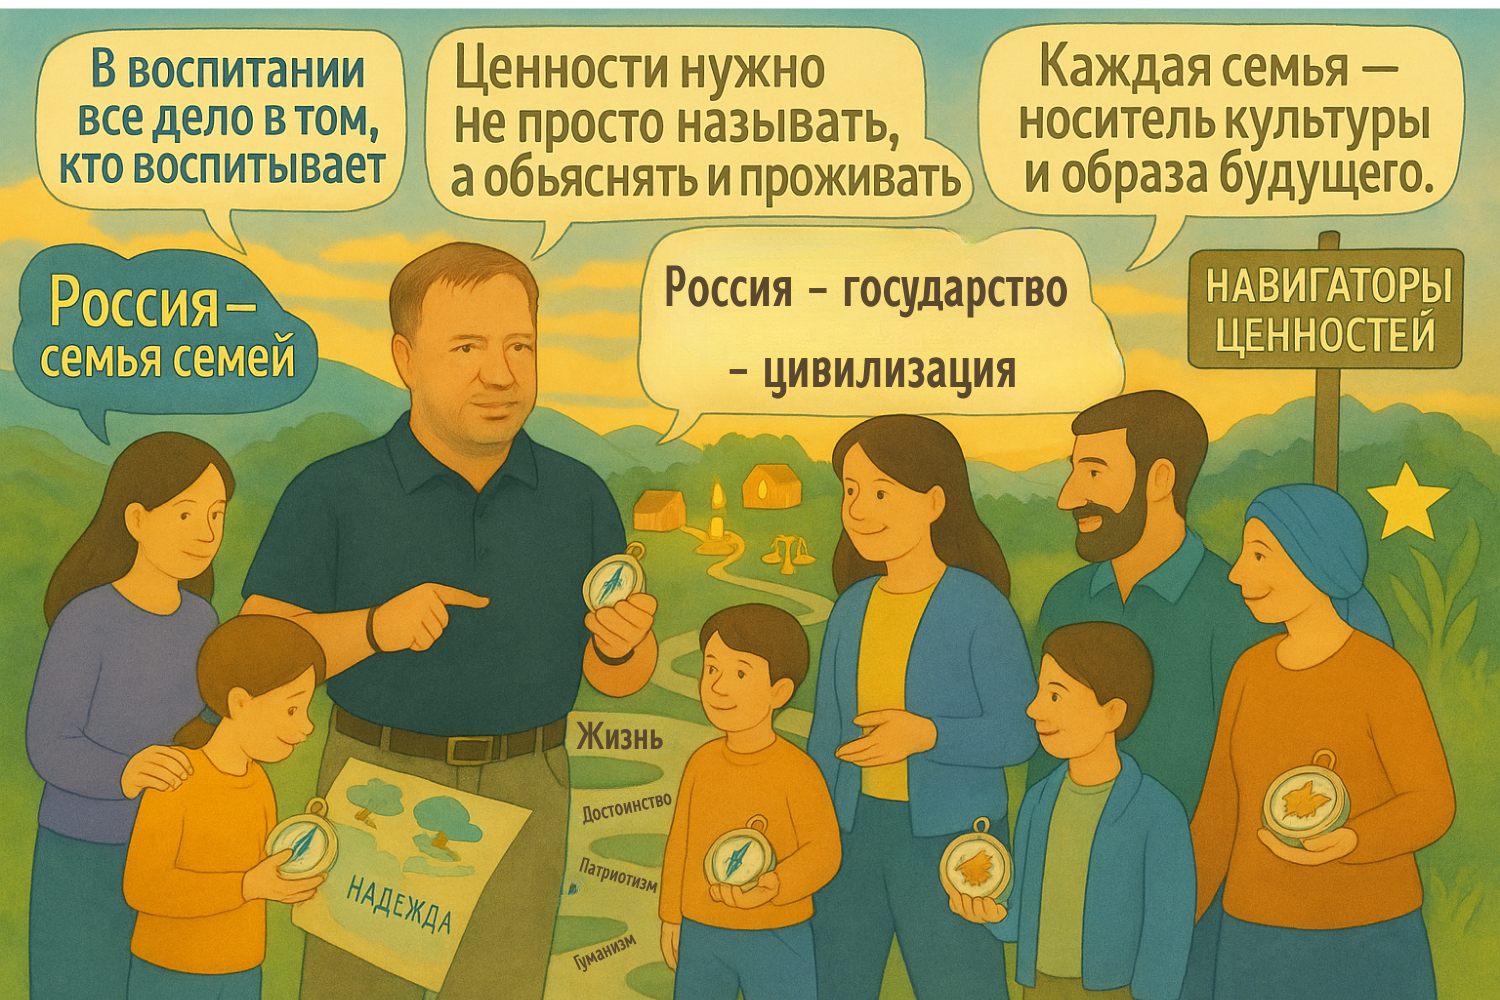 В воспитании
все дело в том,
кто воспитывает
Ценности нужно
не просто называть,
а обьяснять и проживать
Каждая семья —
носитель культуры
и образа будущего.
Россия –
семья семей
Россия – государство
– цивилизация
НАВИГАТОРЫ
ЦЕННОСТЕЙ
Жизнь
Достоинство
Патриотизм
Гуманизм
НАДЕЖДА